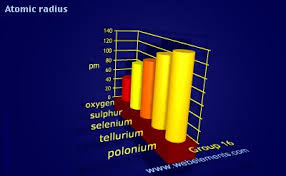 Atomic radius
pm
140
120
100
80
60
40
20
0
oxygen
sulphur
selenium
tellurium
polonium
Group 16
www.webelements.com